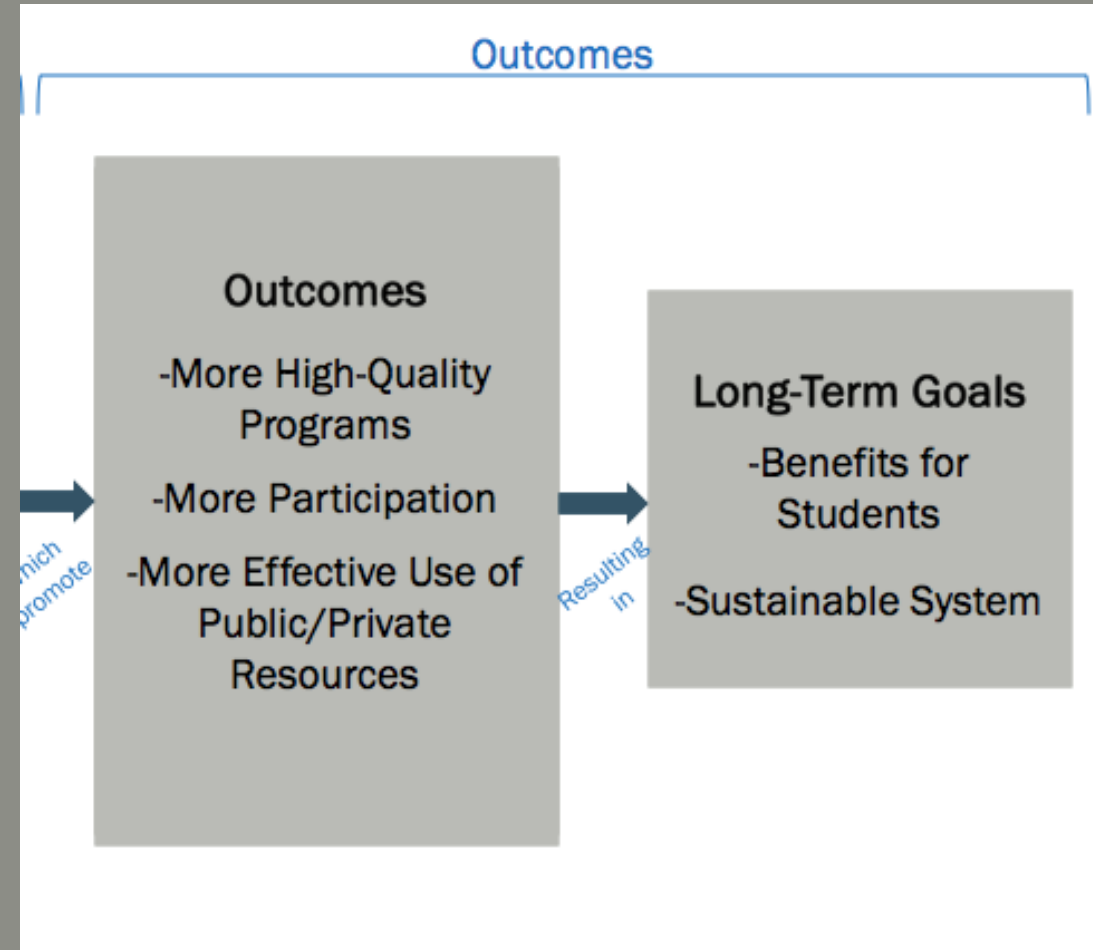 Outcomes
Outcomes
-More High-Quality
Programs
-More Participation
-More Effective Use of
Public/Private
Resources
promote
Resulting
in
Long-Term Goals
-Benefits for
Students
-Sustainable System